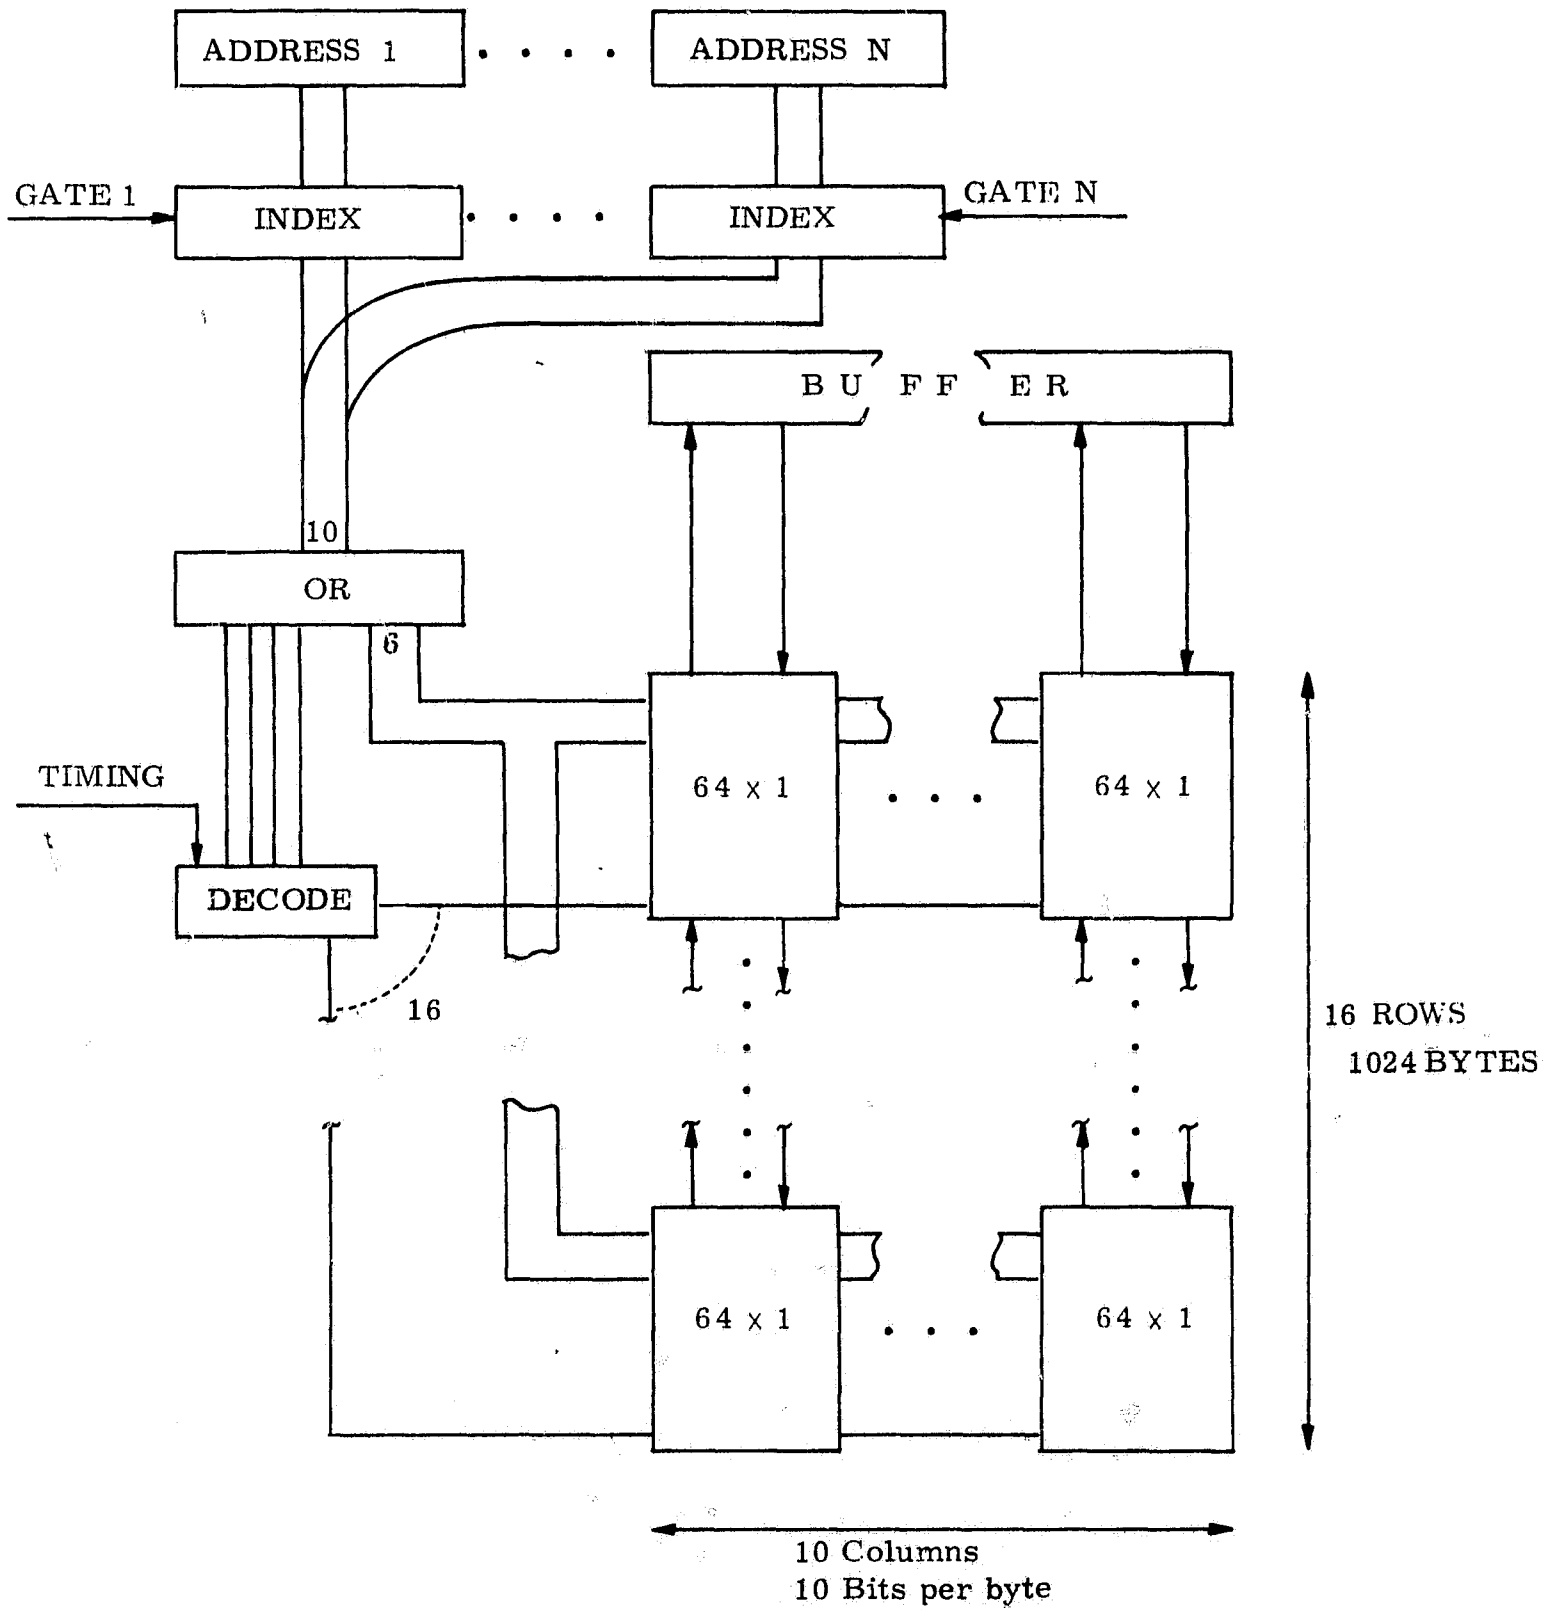 ADDRESS 1
ADDRESS N
GATE 1
INDEX
INDEX
GATE N
BUFFER
10
OR
6
TIMING
64 x 1
64 x 1
DECODE
16
16 ROWS
1024 BYTES
64 x 1
64 x 1
10 Columns
10 Bits per byte